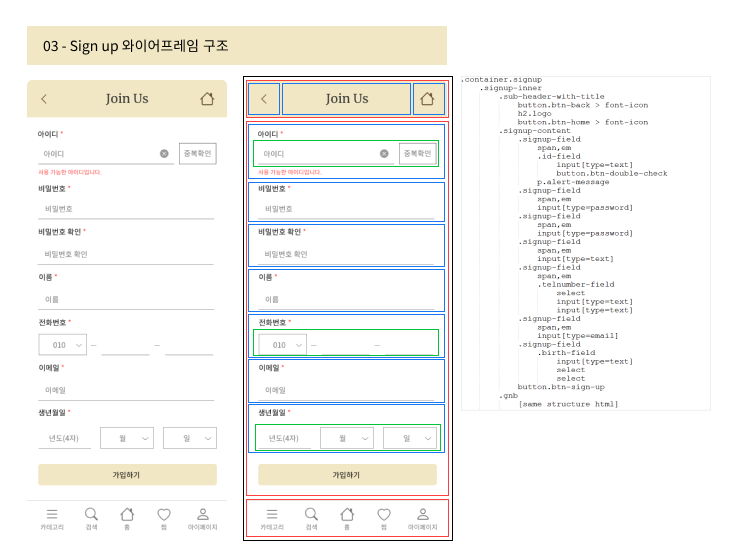 03 - Sign up 와이어프레임 구조
Join Us
아이디 *
아이디
중복확인
사용 가능한 아이디입니다.
비밀번호 *
비밀번호
비밀번호 확인 *
비밀번호 확인
이름 *
이름
전화번호 *
010 – –
이메일 *
이메일
생년월일 *
년도(4자) 월 일
가입하기
카테고리 검색 홈 찜 마이페이지
Join Us
아이디 *
아이디
중복확인
사용 가능한 아이디입니다.
비밀번호 *
비밀번호
비밀번호 확인 *
비밀번호 확인
이름 *
이름
전화번호 *
010 – –
이메일 *
이메일
생년월일 *
년도(4자) 월 일
가입하기
카테고리 검색 홈 찜 마이페이지
.container.signup
.signup-inner
.sub-header-with-title
button.btn-back > font-icon
h2.logo
button.btn-home > font-icon
.signup-content
.signup-field
span,em
.id-field
input[type=text]
button.btn-double-check
p.alert-message
.signup-field
span,em
input[type=password]
.signup-field
span,em
input[type=password]
.signup-field
span,em
input[type=text]
.signup-field
span,em
.telnumber-field
select
input[type=text]
input[type=text]
.signup-field
span,em
input[type=email]
.signup-field
.birth-field
input[type=text]
select
select
button.btn-sign-up
.gnb
[same structure html]